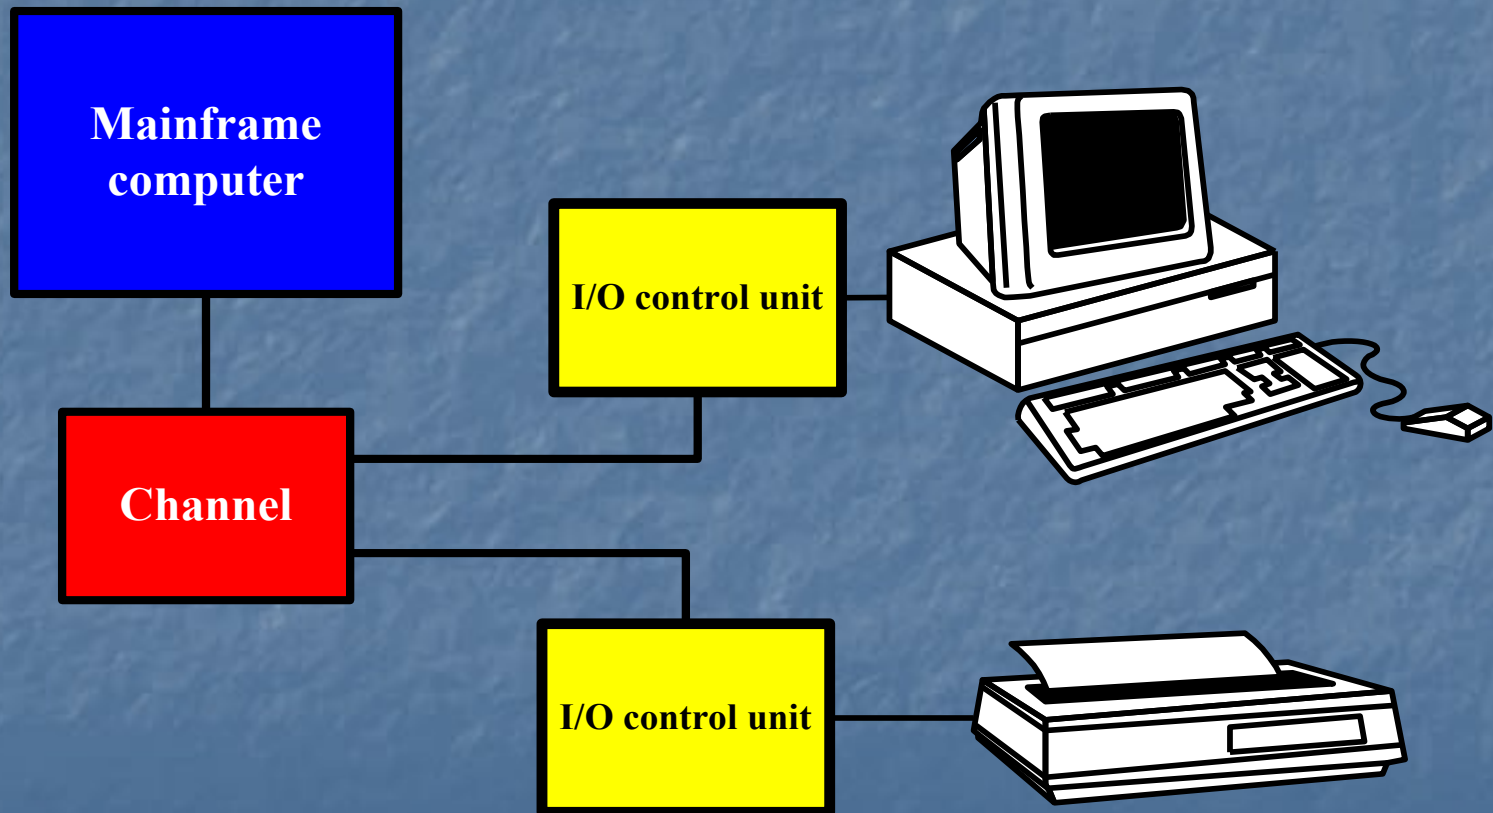 Mainframe
computer
I/O control unit
Channel
I/O control unit